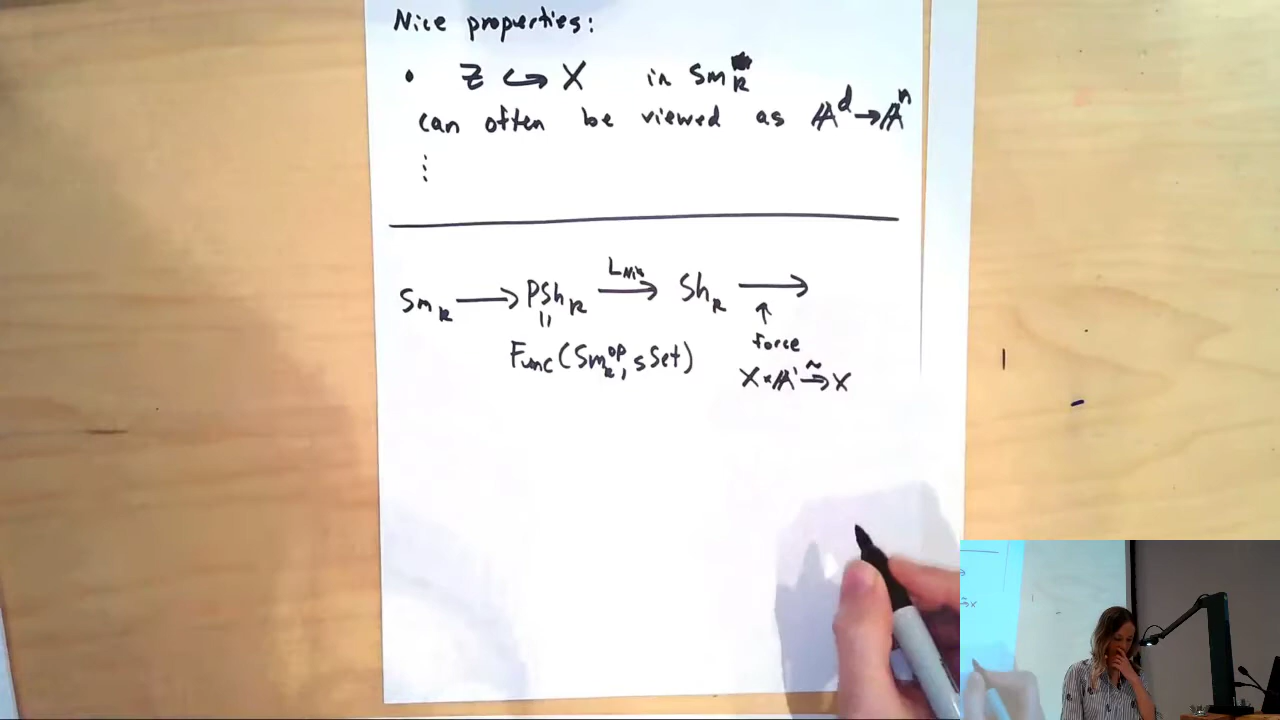 Nice properties:
• Z ↪ X in Sm_k
can often be viewed as 𝔸^d → 𝔸^n
⋮
Sm_k ⟶ PSh_k ⟶ Sh_k ⟶
L_Nis
॥ ↑
force
Func(Sm_k^op, sSet)
X × 𝔸^1 ⥲ X